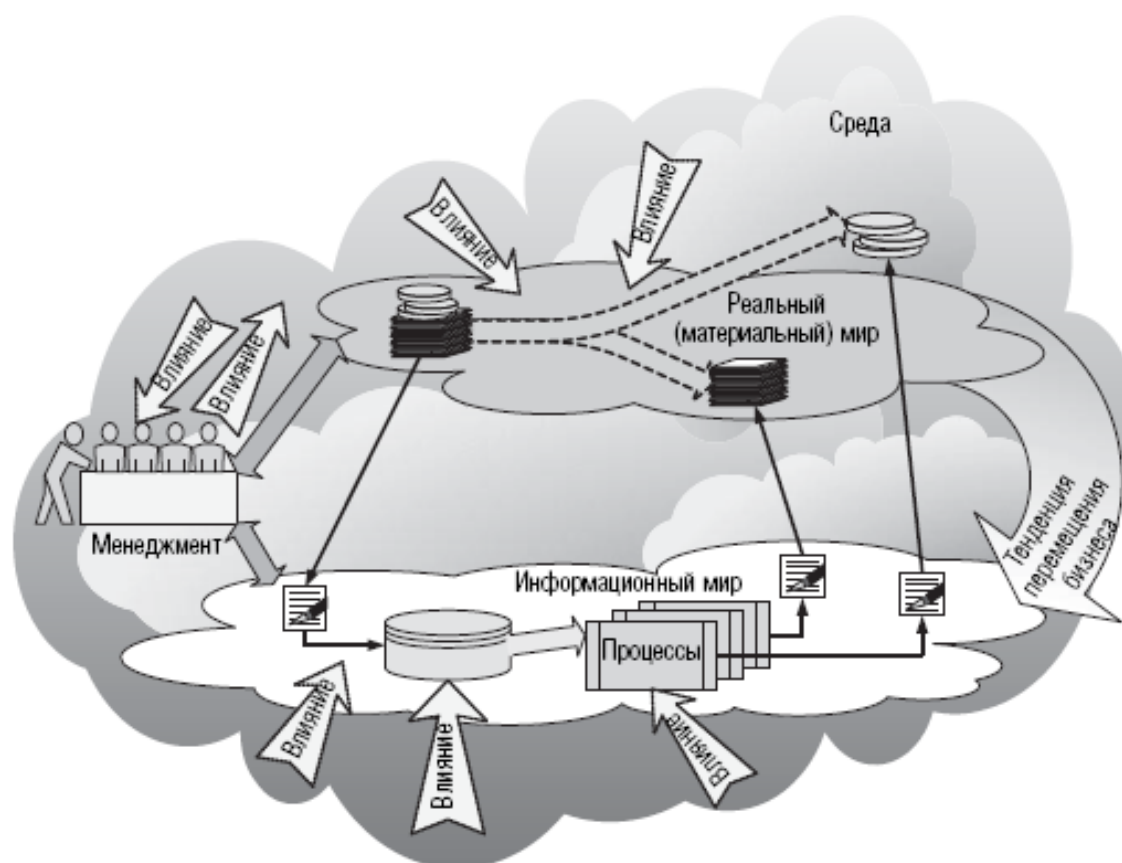 Среда
Влияние
Влияние
Реальный
(материальный) мир
Влияние
Влияние
Менеджмент
Тенденция
перемещения
бизнеса
Информационный мир
Процессы
Влияние
Влияние
Влияние